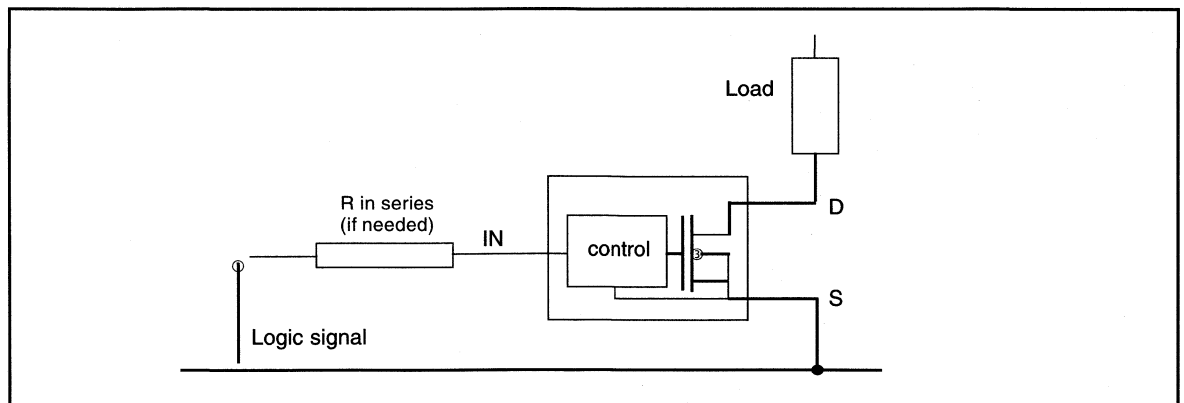 Load
R in series
(if needed)
IN
control
D
S
Logic signal